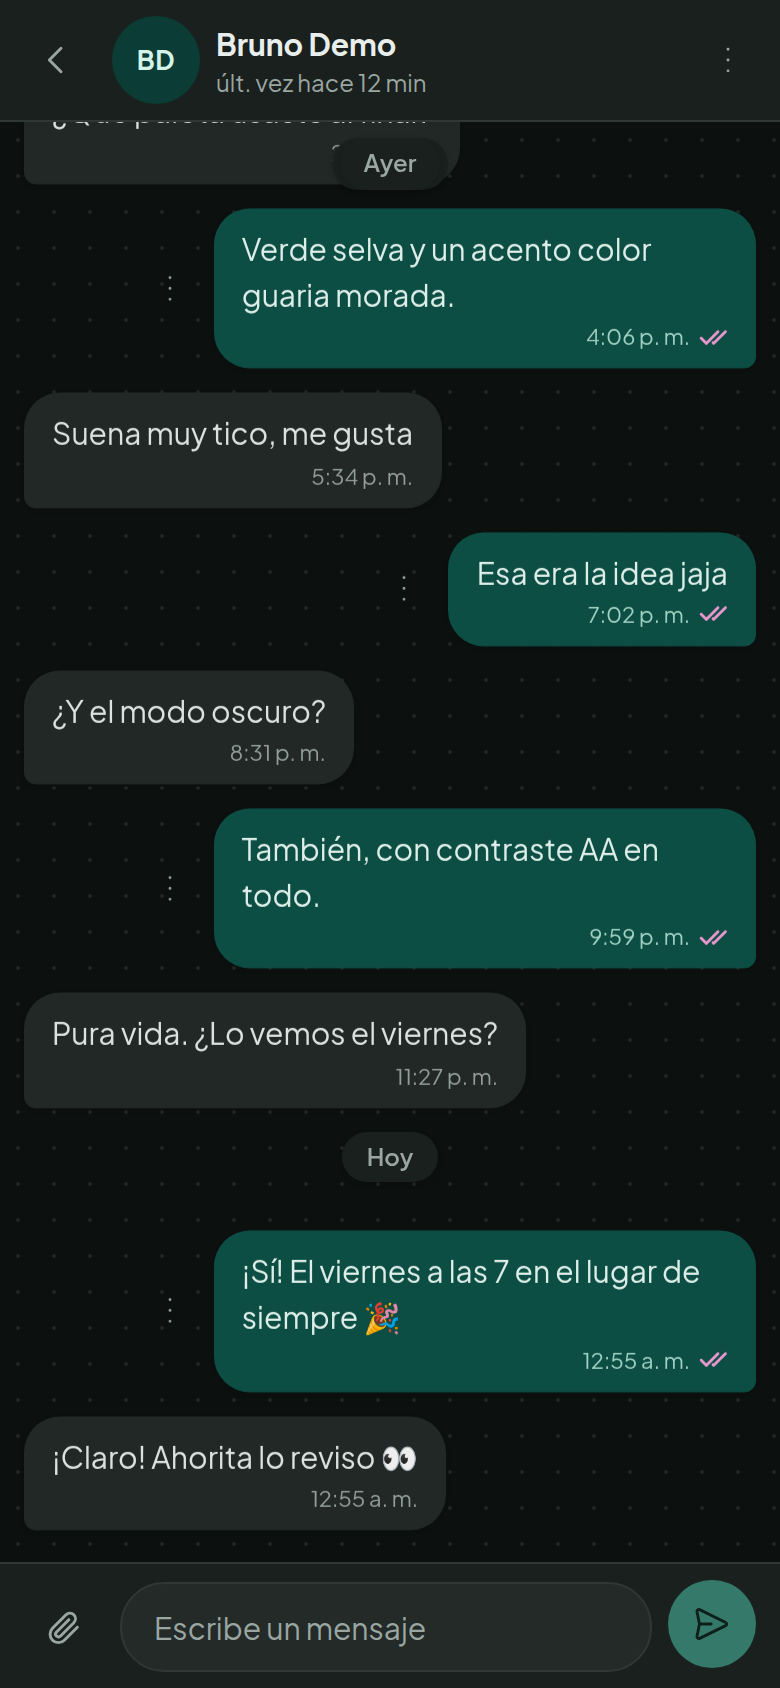 BD
Bruno Demo
últ. vez hace 12 min
Ayer
Verde selva y un acento color
guaria morada.
4:06 p. m.
Suena muy tico, me gusta
5:34 p. m.
Esa era la idea jaja
7:02 p. m.
¿Y el modo oscuro?
8:31 p. m.
También, con contraste AA en
todo.
9:59 p. m.
Pura vida. ¿Lo vemos el viernes?
11:27 p. m.
Hoy
¡Sí! El viernes a las 7 en el lugar de
siempre 🎉
12:55 a. m.
¡Claro! Ahorita lo reviso 👀
12:55 a. m.
Escribe un mensaje